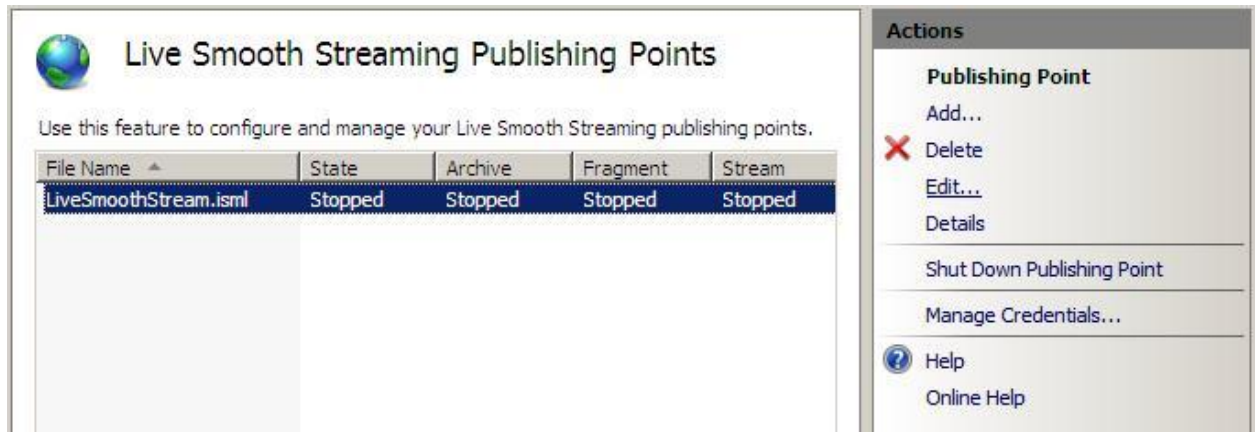 Live Smooth Streaming Publishing Points
Use this feature to configure and manage your Live Smooth Streaming publishing points.
File Name State Archive Fragment Stream
LiveSmoothStream.isml Stopped Stopped Stopped Stopped
Actions
Publishing Point
Add...
Delete
Edit...
Details
Shut Down Publishing Point
Manage Credentials...
Help
Online Help